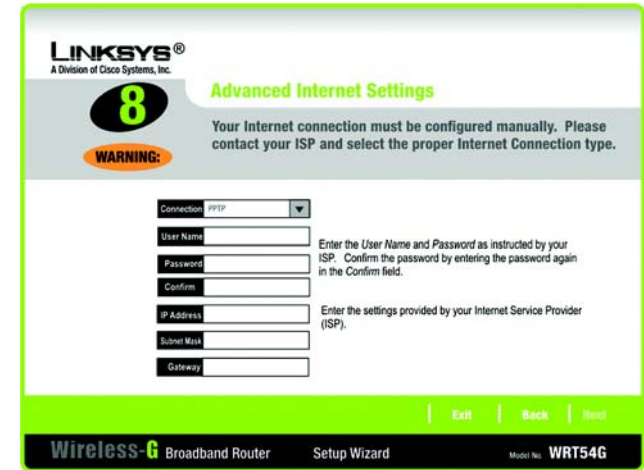 LINKSYS®
A Division of Cisco Systems, Inc.
8
WARNING:
Advanced Internet Settings
Your Internet connection must be configured manually. Please
contact your ISP and select the proper Internet Connection type.
Connection PPTP
User Name
Password
Confirm
Enter the User Name and Password as instructed by your
ISP. Confirm the password by entering the password again
in the Confirm field.
IP Address
Subnet Mask
Gateway
Enter the settings provided by your Internet Service Provider
(ISP).
Exit Back Next
Wireless-G Broadband Router Setup Wizard Model No. WRT54G